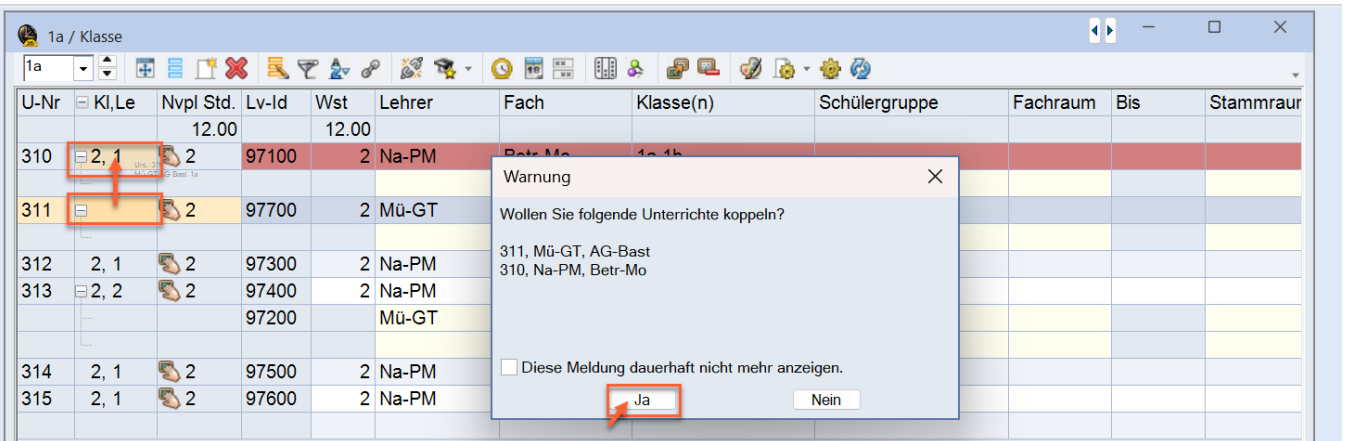 1a / Klasse
1a
U-Nr Kl,Le Nvpl Std. Lv-Id Wst Lehrer Fach Klasse(n) Schülergruppe Fachraum Bis Stammraur
12.00 12.00
310 2, 1 2 97100 2 Na-PM Betr-Mo 1a,1b
311 2 97700 2 Mü-GT
312 2, 1 2 97300 2 Na-PM
313 2, 2 2 97400 2 Na-PM
97200 Mü-GT
314 2, 1 2 97500 2 Na-PM
315 2, 1 2 97600 2 Na-PM
Warnung
Wollen Sie folgende Unterrichte koppeln?
311, Mü-GT, AG-Bast
310, Na-PM, Betr-Mo
Diese Meldung dauerhaft nicht mehr anzeigen.
Ja Nein